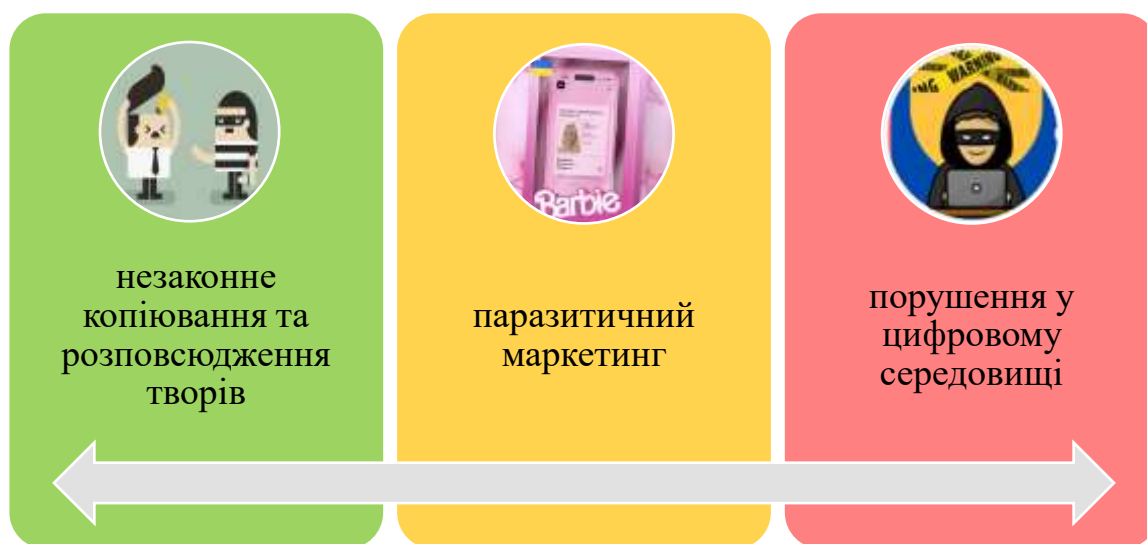 WARNING
Barbie
незаконне
копіювання та
розповсюдження
творів
паразитичний
маркетинг
порушення у
цифровому
середовищі